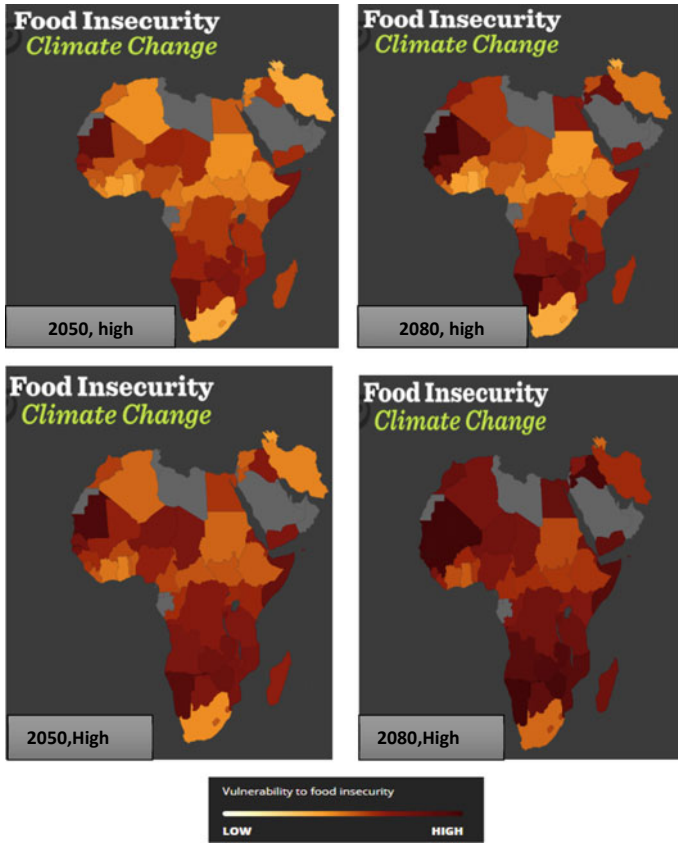 Food Insecurity
Climate Change
2050, high
Food Insecurity
Climate Change
2080, high
Food Insecurity
Climate Change
2050,High
Food Insecurity
Climate Change
2080,High
Vulnerability to food insecurity
LOW
HIGH